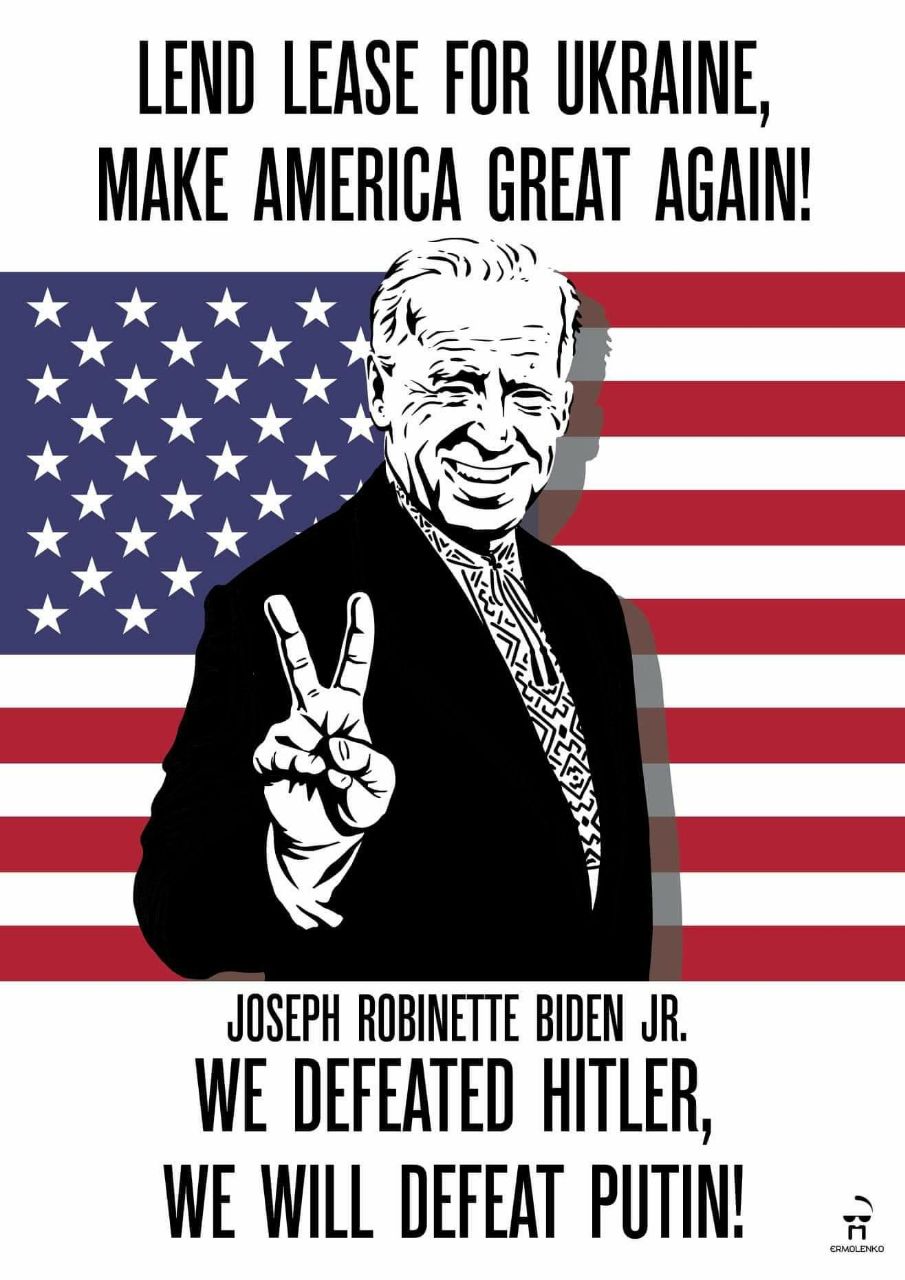 LEND LEASE FOR UKRAINE,
MAKE AMERICA GREAT AGAIN!
JOSEPH ROBINETTE BIDEN JR.
WE DEFEATED HITLER,
WE WILL DEFEAT PUTIN!
ЄRMOLENKO